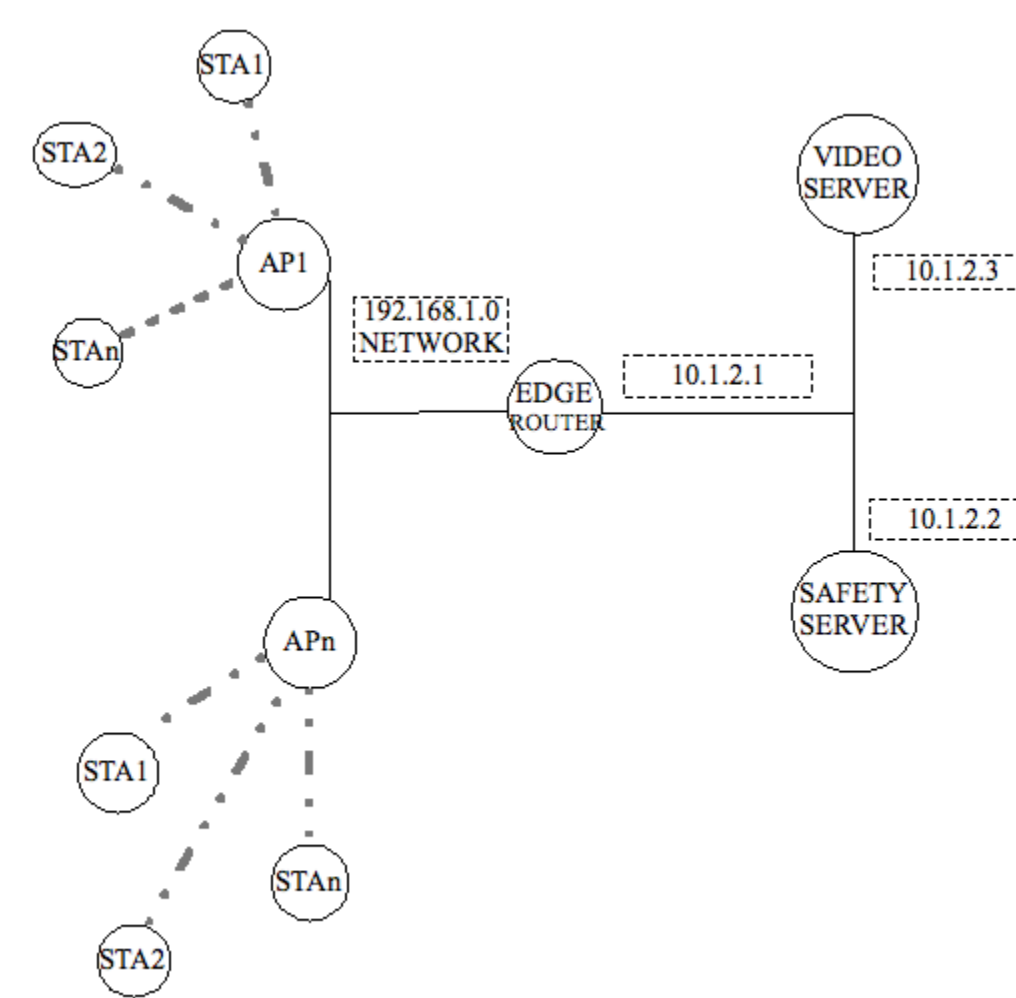 STA1
STA2
VIDEO
SERVER
AP1
10.1.2.3
192.168.1.0
NETWORK
STAn
10.1.2.1
EDGE
ROUTER
10.1.2.2
SAFETY
SERVER
APn
STA1
STAn
STA2